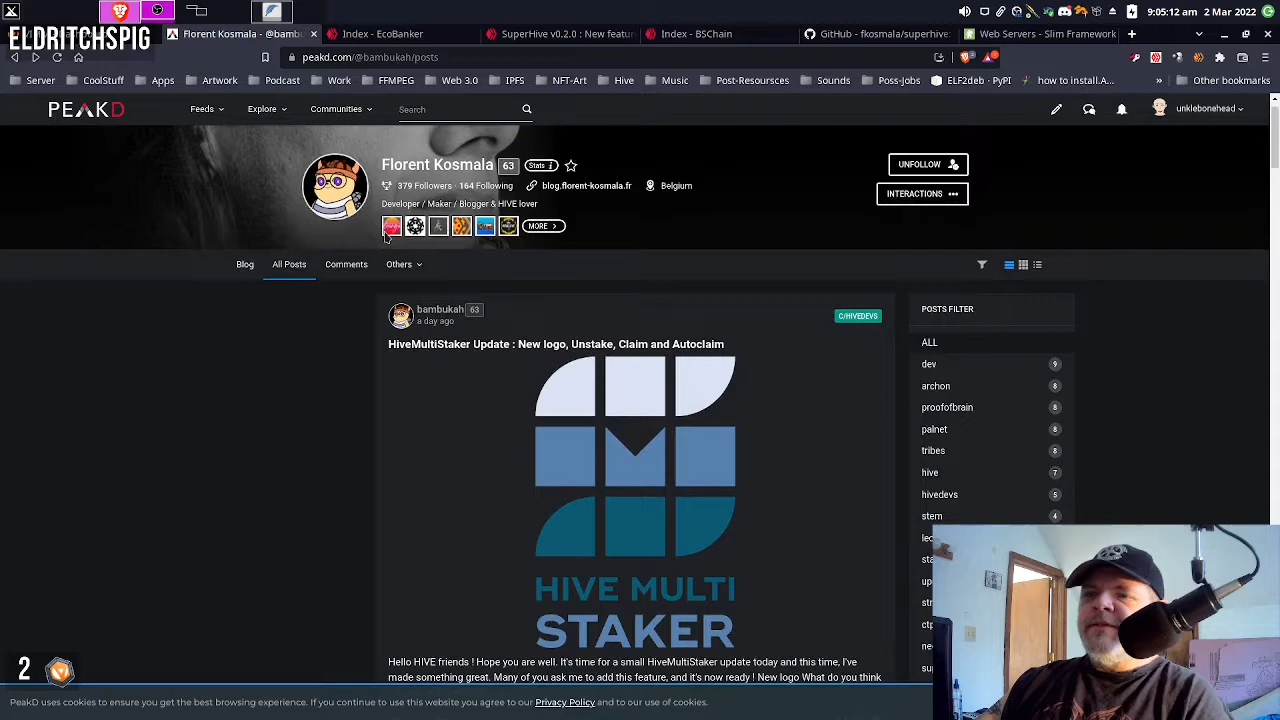 9:05:12 am 2 Mar 2022
ELDRITCHSPIG
Florent Kosmala - @bambu
Index - EcoBanker
SuperHive v0.2.0 : New featur
Index - BSChain
GitHub - fkosmala/superhive:
Web Servers - Slim Framework
peakd.com/@bambukah/posts
Server
CoolStuff
Apps
Artwork
Podcast
Work
FFMPEG
Web 3.0
IPFS
NFT-Art
Hive
Music
Post-Resoursces
Sounds
Poss-Jobs
ELF2deb · PyPI
how to install.A...
»
Other bookmarks
PEAKD
Feeds
Explore
Communities
Search
unklebonehead
Florent Kosmala 63 Stats
UNFOLLOW
379 Followers · 164 Following
blog.florent-kosmala.fr
Belgium
INTERACTIONS
Developer / Maker / Blogger & HIVE lover
MORE
Blog
All Posts
Comments
Others
bambukah 63
a day ago
C/HIVEDEVS
HiveMultiStaker Update : New logo, Unstake, Claim and Autoclaim
HIVE MULTI
STAKER
Hello HIVE friends ! Hope you are well. It's time for a small HiveMultiStaker update today and this time. I've
made something great. Many of you ask me to add this feature, and it's now ready ! New logo What do you think
POSTS FILTER
ALL
dev 9
archon 8
proofofbrain 8
palnet 8
tribes 8
hive 7
hivedevs 5
stem 4
2
PeakD uses cookies to ensure you get the best browsing experience. If you continue to use this website you agree to our Privacy Policy and to our use of cookies.